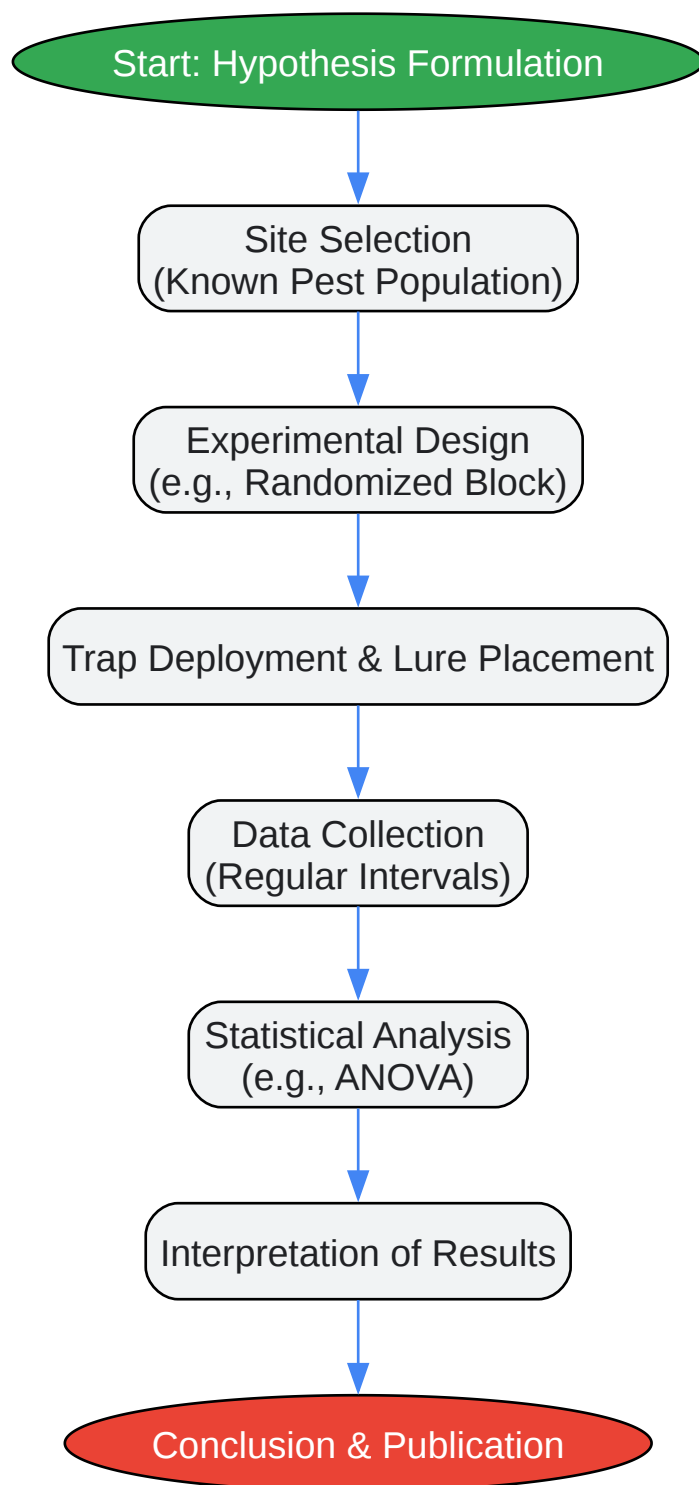 Start: Hypothesis Formulation
Site Selection
(Known Pest Population)
Experimental Design
(e.g., Randomized Block)
Trap Deployment & Lure Placement
Data Collection
(Regular Intervals)
Statistical Analysis
(e.g., ANOVA)
Interpretation of Results
Conclusion & Publication